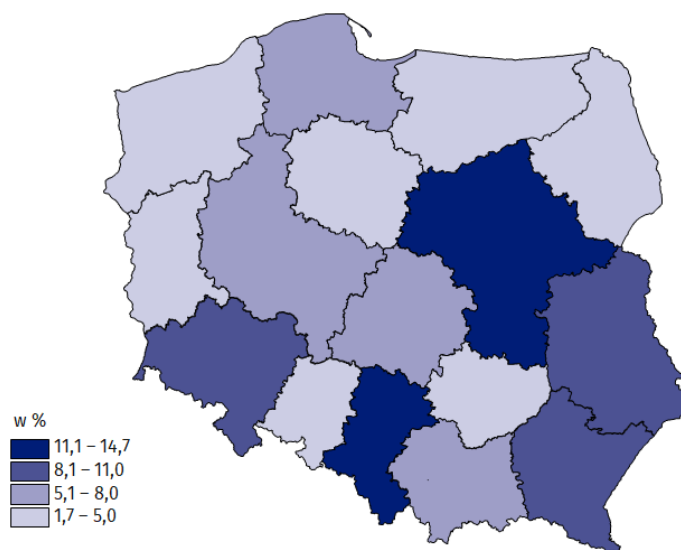 w %
11,1 – 14,7
8,1 – 11,0
5,1 – 8,0
1,7 – 5,0